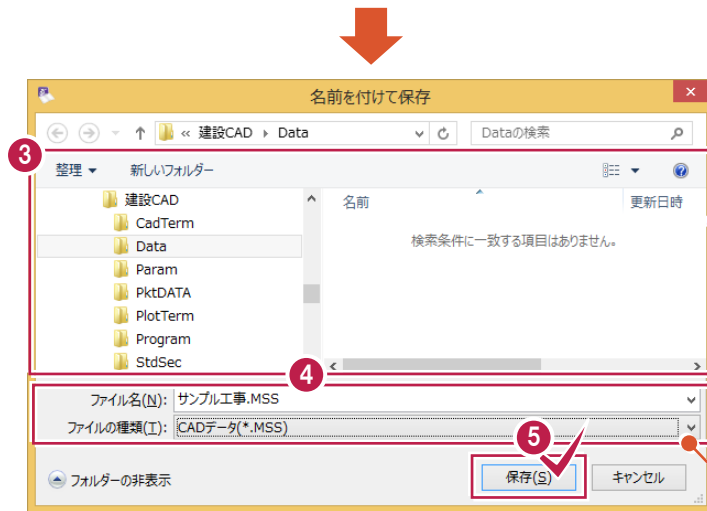 名前を付けて保存
« 建設CAD ▸ Data
Dataの検索
3
整理 ▼ 新しいフォルダー
建設CAD
CadTerm
Data
Param
PktDATA
PlotTerm
Program
StdSec
名前 更新日時
検索条件に一致する項目はありません。
4
ファイル名(N): サンプル工事.MSS
ファイルの種類(T): CADデータ(*.MSS)
5
フォルダーの非表示
保存(S) キャンセル